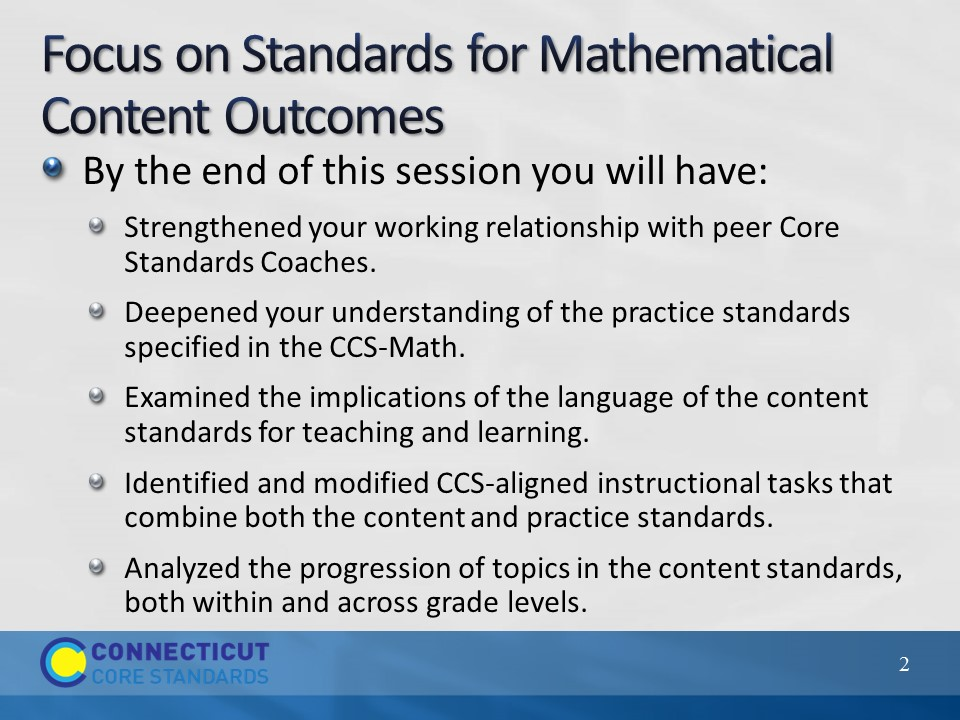 Focus on Standards for Mathematical
Content Outcomes
By the end of this session you will have:
Strengthened your working relationship with peer Core
Standards Coaches.
Deepened your understanding of the practice standards
specified in the CCS-Math.
Examined the implications of the language of the content
standards for teaching and learning.
Identified and modified CCS-aligned instructional tasks that
combine both the content and practice standards.
Analyzed the progression of topics in the content standards,
both within and across grade levels.
CONNECTICUT
CORE STANDARDS
2